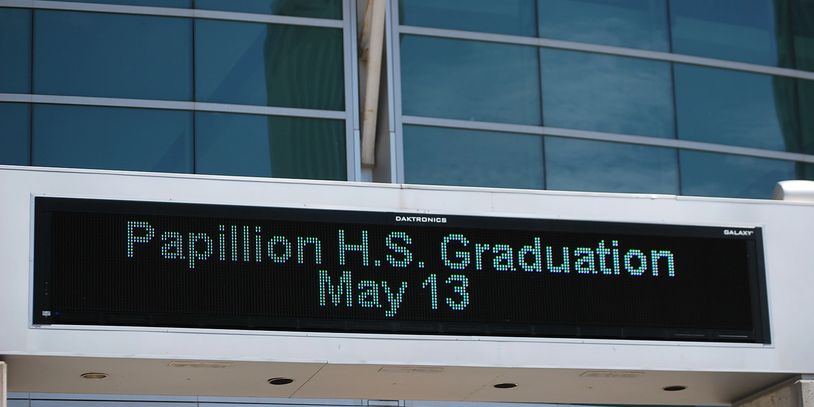 DAKTRONICS
GALAXY
Papillion H.S. Graduation
May 13